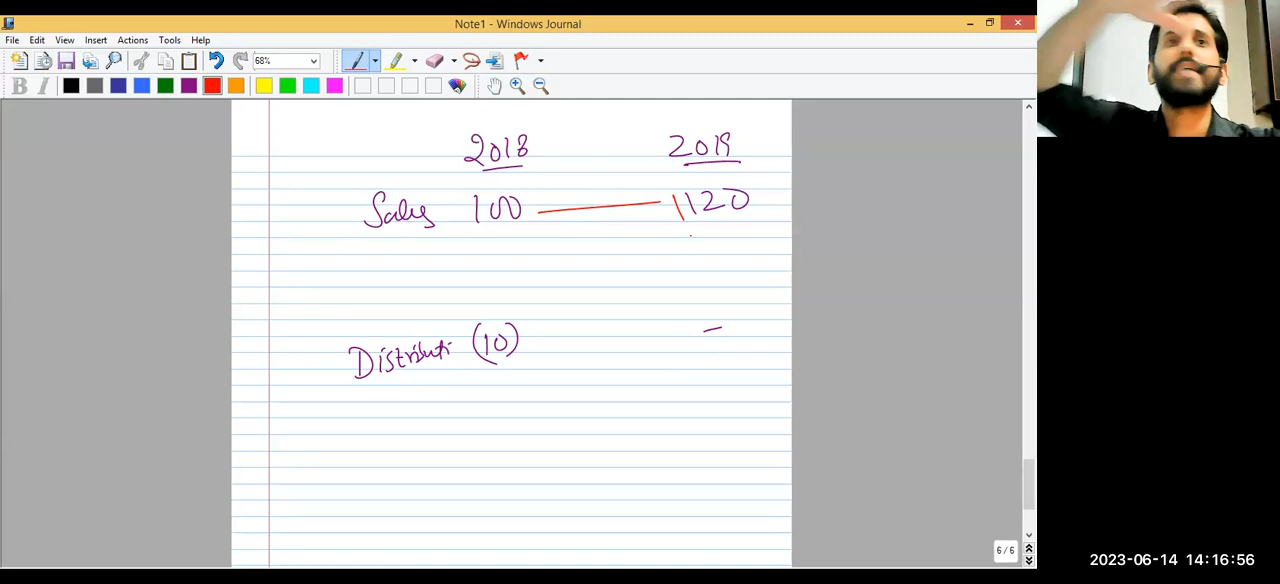 Note1 - Windows Journal
File Edit View Insert Actions Tools Help
68%
B I
2018 2019
Sales 100 120
Distributi (10) –
6 / 6
2023-06-14 14:16:56